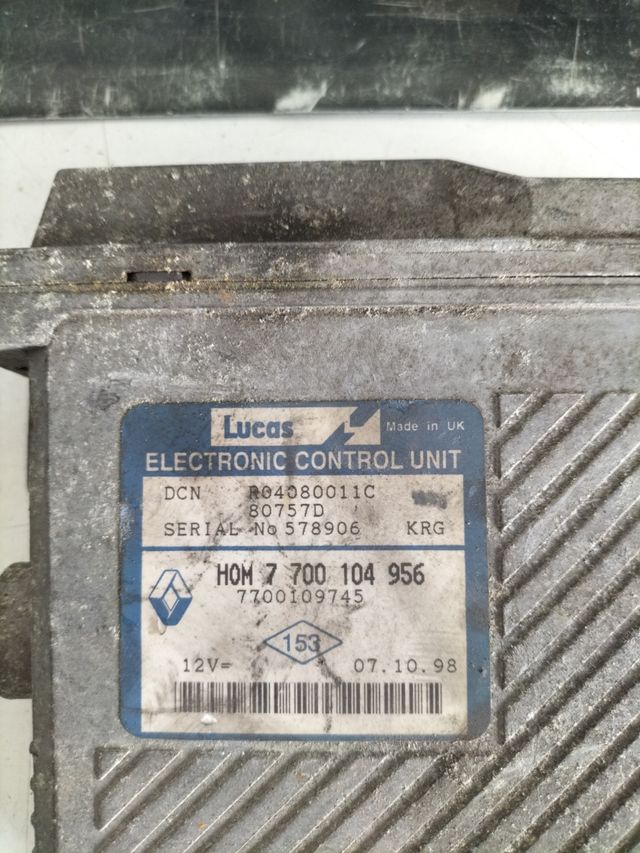 Lucas Made in UK
ELECTRONIC CONTROL UNIT
DCN R04080011C
80757D
SERIAL No 578906 KRG
HOM 7 700 104 956
7700109745
153
12V= 07.10.98